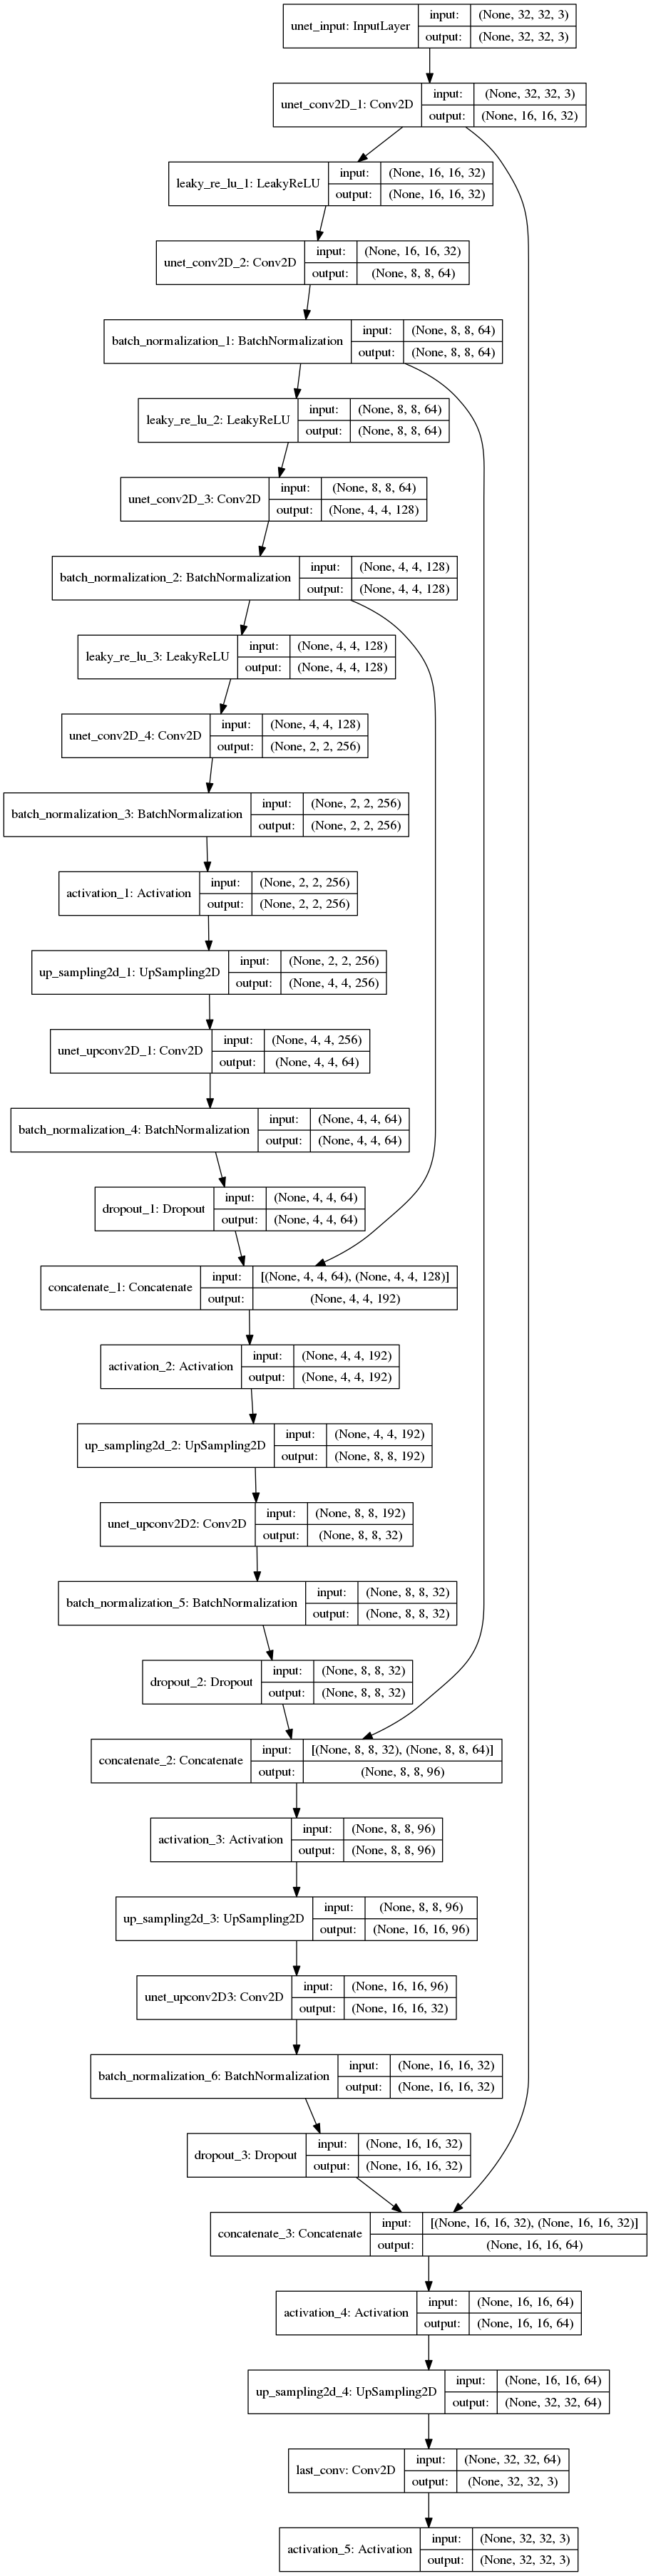 unet_input: InputLayer
input: (None, 32, 32, 3)
output: (None, 32, 32, 3)
unet_conv2D_1: Conv2D
input: (None, 32, 32, 3)
output: (None, 16, 16, 32)
leaky_re_lu_1: LeakyReLU
input: (None, 16, 16, 32)
output: (None, 16, 16, 32)
unet_conv2D_2: Conv2D
input: (None, 16, 16, 32)
output: (None, 8, 8, 64)
batch_normalization_1: BatchNormalization
input: (None, 8, 8, 64)
output: (None, 8, 8, 64)
leaky_re_lu_2: LeakyReLU
input: (None, 8, 8, 64)
output: (None, 8, 8, 64)
unet_conv2D_3: Conv2D
input: (None, 8, 8, 64)
output: (None, 4, 4, 128)
batch_normalization_2: BatchNormalization
input: (None, 4, 4, 128)
output: (None, 4, 4, 128)
leaky_re_lu_3: LeakyReLU
input: (None, 4, 4, 128)
output: (None, 4, 4, 128)
unet_conv2D_4: Conv2D
input: (None, 4, 4, 128)
output: (None, 2, 2, 256)
batch_normalization_3: BatchNormalization
input: (None, 2, 2, 256)
output: (None, 2, 2, 256)
activation_1: Activation
input: (None, 2, 2, 256)
output: (None, 2, 2, 256)
up_sampling2d_1: UpSampling2D
input: (None, 2, 2, 256)
output: (None, 4, 4, 256)
unet_upconv2D_1: Conv2D
input: (None, 4, 4, 256)
output: (None, 4, 4, 64)
batch_normalization_4: BatchNormalization
input: (None, 4, 4, 64)
output: (None, 4, 4, 64)
dropout_1: Dropout
input: (None, 4, 4, 64)
output: (None, 4, 4, 64)
concatenate_1: Concatenate
input: [(None, 4, 4, 64), (None, 4, 4, 128)]
output: (None, 4, 4, 192)
activation_2: Activation
input: (None, 4, 4, 192)
output: (None, 4, 4, 192)
up_sampling2d_2: UpSampling2D
input: (None, 4, 4, 192)
output: (None, 8, 8, 192)
unet_upconv2D2: Conv2D
input: (None, 8, 8, 192)
output: (None, 8, 8, 32)
batch_normalization_5: BatchNormalization
input: (None, 8, 8, 32)
output: (None, 8, 8, 32)
dropout_2: Dropout
input: (None, 8, 8, 32)
output: (None, 8, 8, 32)
concatenate_2: Concatenate
input: [(None, 8, 8, 32), (None, 8, 8, 64)]
output: (None, 8, 8, 96)
activation_3: Activation
input: (None, 8, 8, 96)
output: (None, 8, 8, 96)
up_sampling2d_3: UpSampling2D
input: (None, 8, 8, 96)
output: (None, 16, 16, 96)
unet_upconv2D3: Conv2D
input: (None, 16, 16, 96)
output: (None, 16, 16, 32)
batch_normalization_6: BatchNormalization
input: (None, 16, 16, 32)
output: (None, 16, 16, 32)
dropout_3: Dropout
input: (None, 16, 16, 32)
output: (None, 16, 16, 32)
concatenate_3: Concatenate
input: [(None, 16, 16, 32), (None, 16, 16, 32)]
output: (None, 16, 16, 64)
activation_4: Activation
input: (None, 16, 16, 64)
output: (None, 16, 16, 64)
up_sampling2d_4: UpSampling2D
input: (None, 16, 16, 64)
output: (None, 32, 32, 64)
last_conv: Conv2D
input: (None, 32, 32, 64)
output: (None, 32, 32, 3)
activation_5: Activation
input: (None, 32, 32, 3)
output: (None, 32, 32, 3)